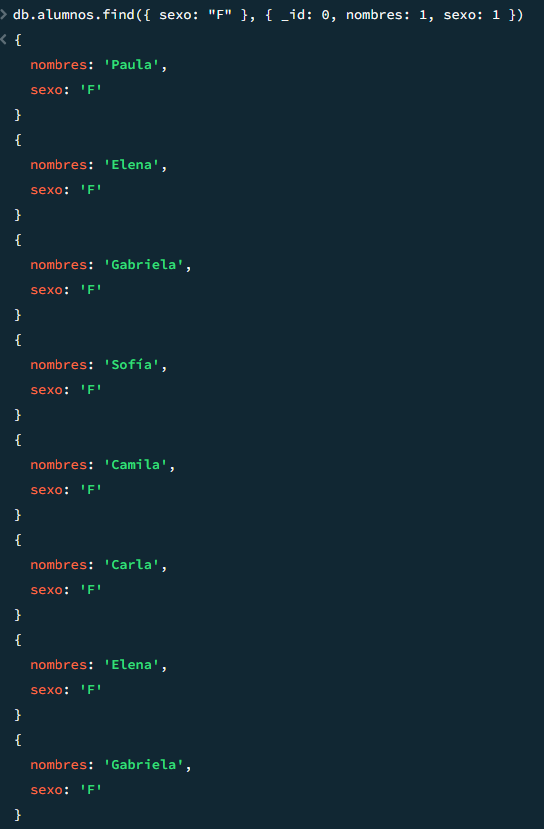 > db.alumnos.find({ sexo: "F" }, { _id: 0, nombres: 1, sexo: 1 })
< {
nombres: 'Paula',
sexo: 'F'
}
{
nombres: 'Elena',
sexo: 'F'
}
{
nombres: 'Gabriela',
sexo: 'F'
}
{
nombres: 'Sofía',
sexo: 'F'
}
{
nombres: 'Camila',
sexo: 'F'
}
{
nombres: 'Carla',
sexo: 'F'
}
{
nombres: 'Elena',
sexo: 'F'
}
{
nombres: 'Gabriela',
sexo: 'F'
}